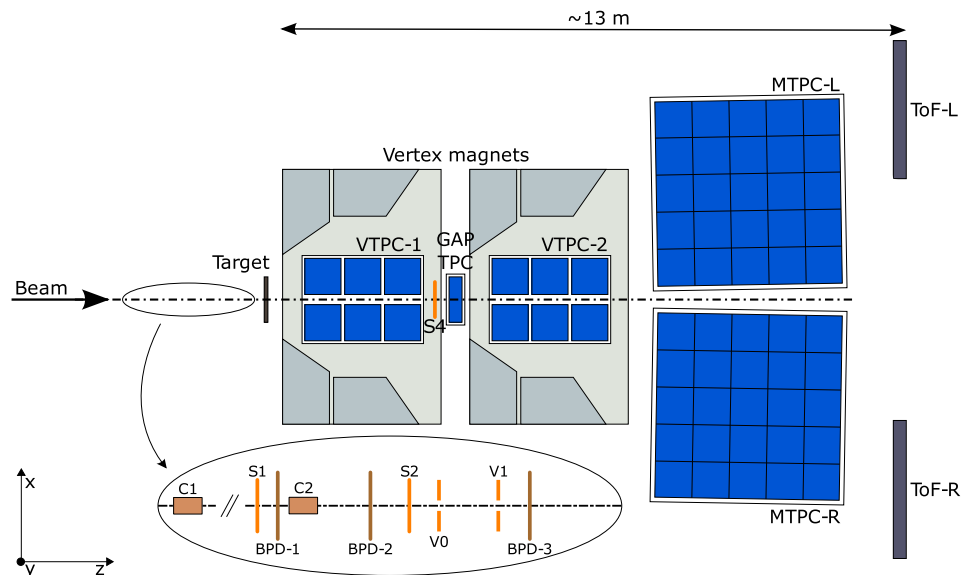 ~13 m
MTPC-L
ToF-L
Vertex magnets
VTPC-1
GAP
TPC
VTPC-2
Target
Beam
S4
S1
S2
V1
C1
C2
BPD-1
BPD-2
V0
BPD-3
MTPC-R
ToF-R
x
y
z